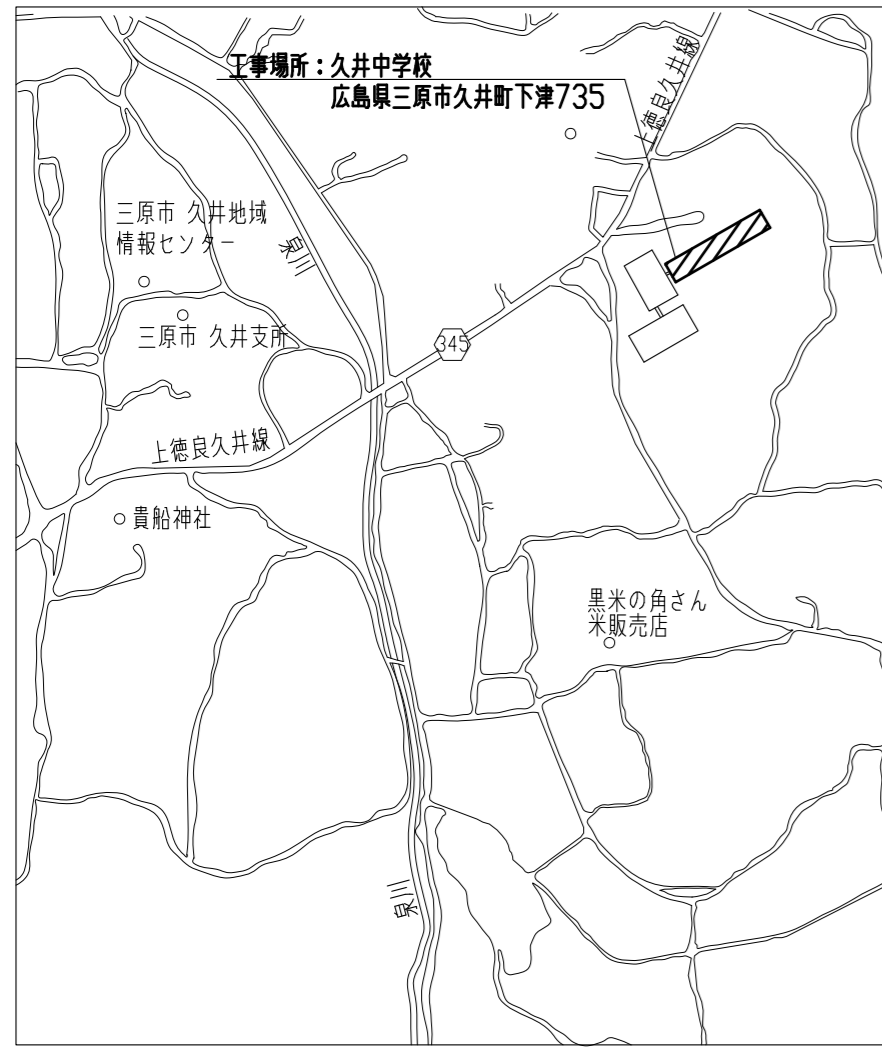 工事場所：久井中学校
広島県三原市久井町下津735
上徳良久井線
三原市 久井地域
情報センター
泉川
三原市 久井支所
345
上徳良久井線
貴船神社
黒米の角さん
米販売店
泉川